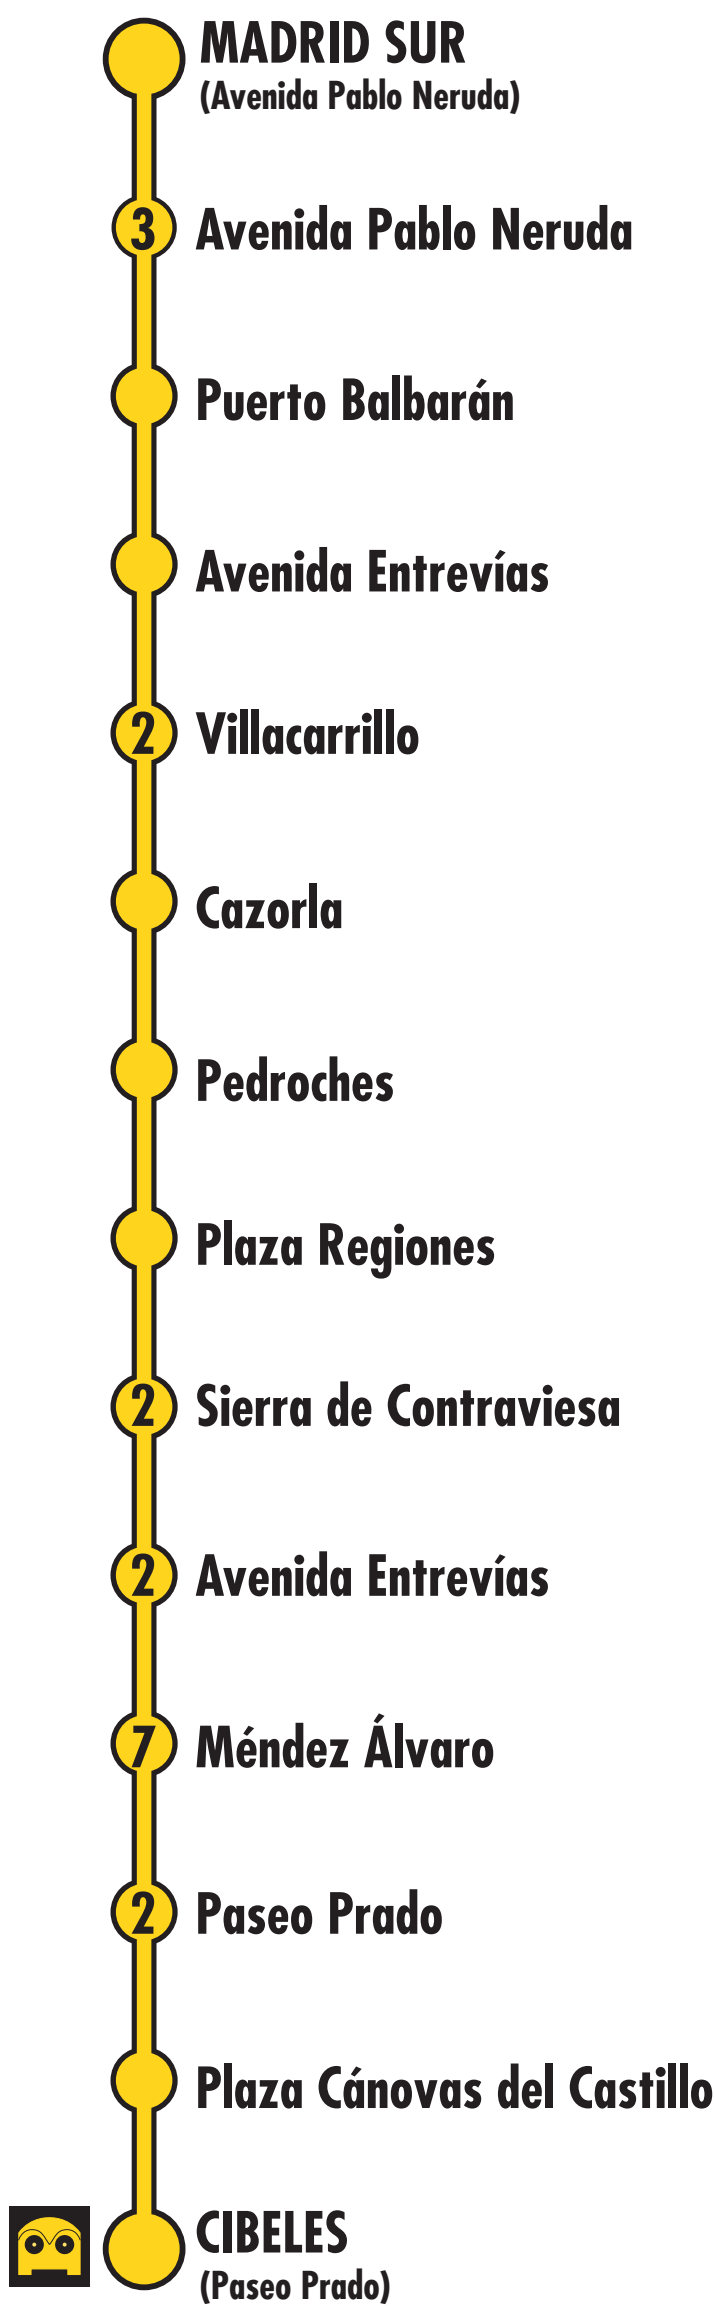 MADRID SUR
(Avenida Pablo Neruda)
3 Avenida Pablo Neruda
Puerto Balbarán
Avenida Entrevías
2 Villacarrillo
Cazorla
Pedroches
Plaza Regiones
2 Sierra de Contraviesa
2 Avenida Entrevías
7 Méndez Álvaro
2 Paseo Prado
Plaza Cánovas del Castillo
CIBELES
(Paseo Prado)